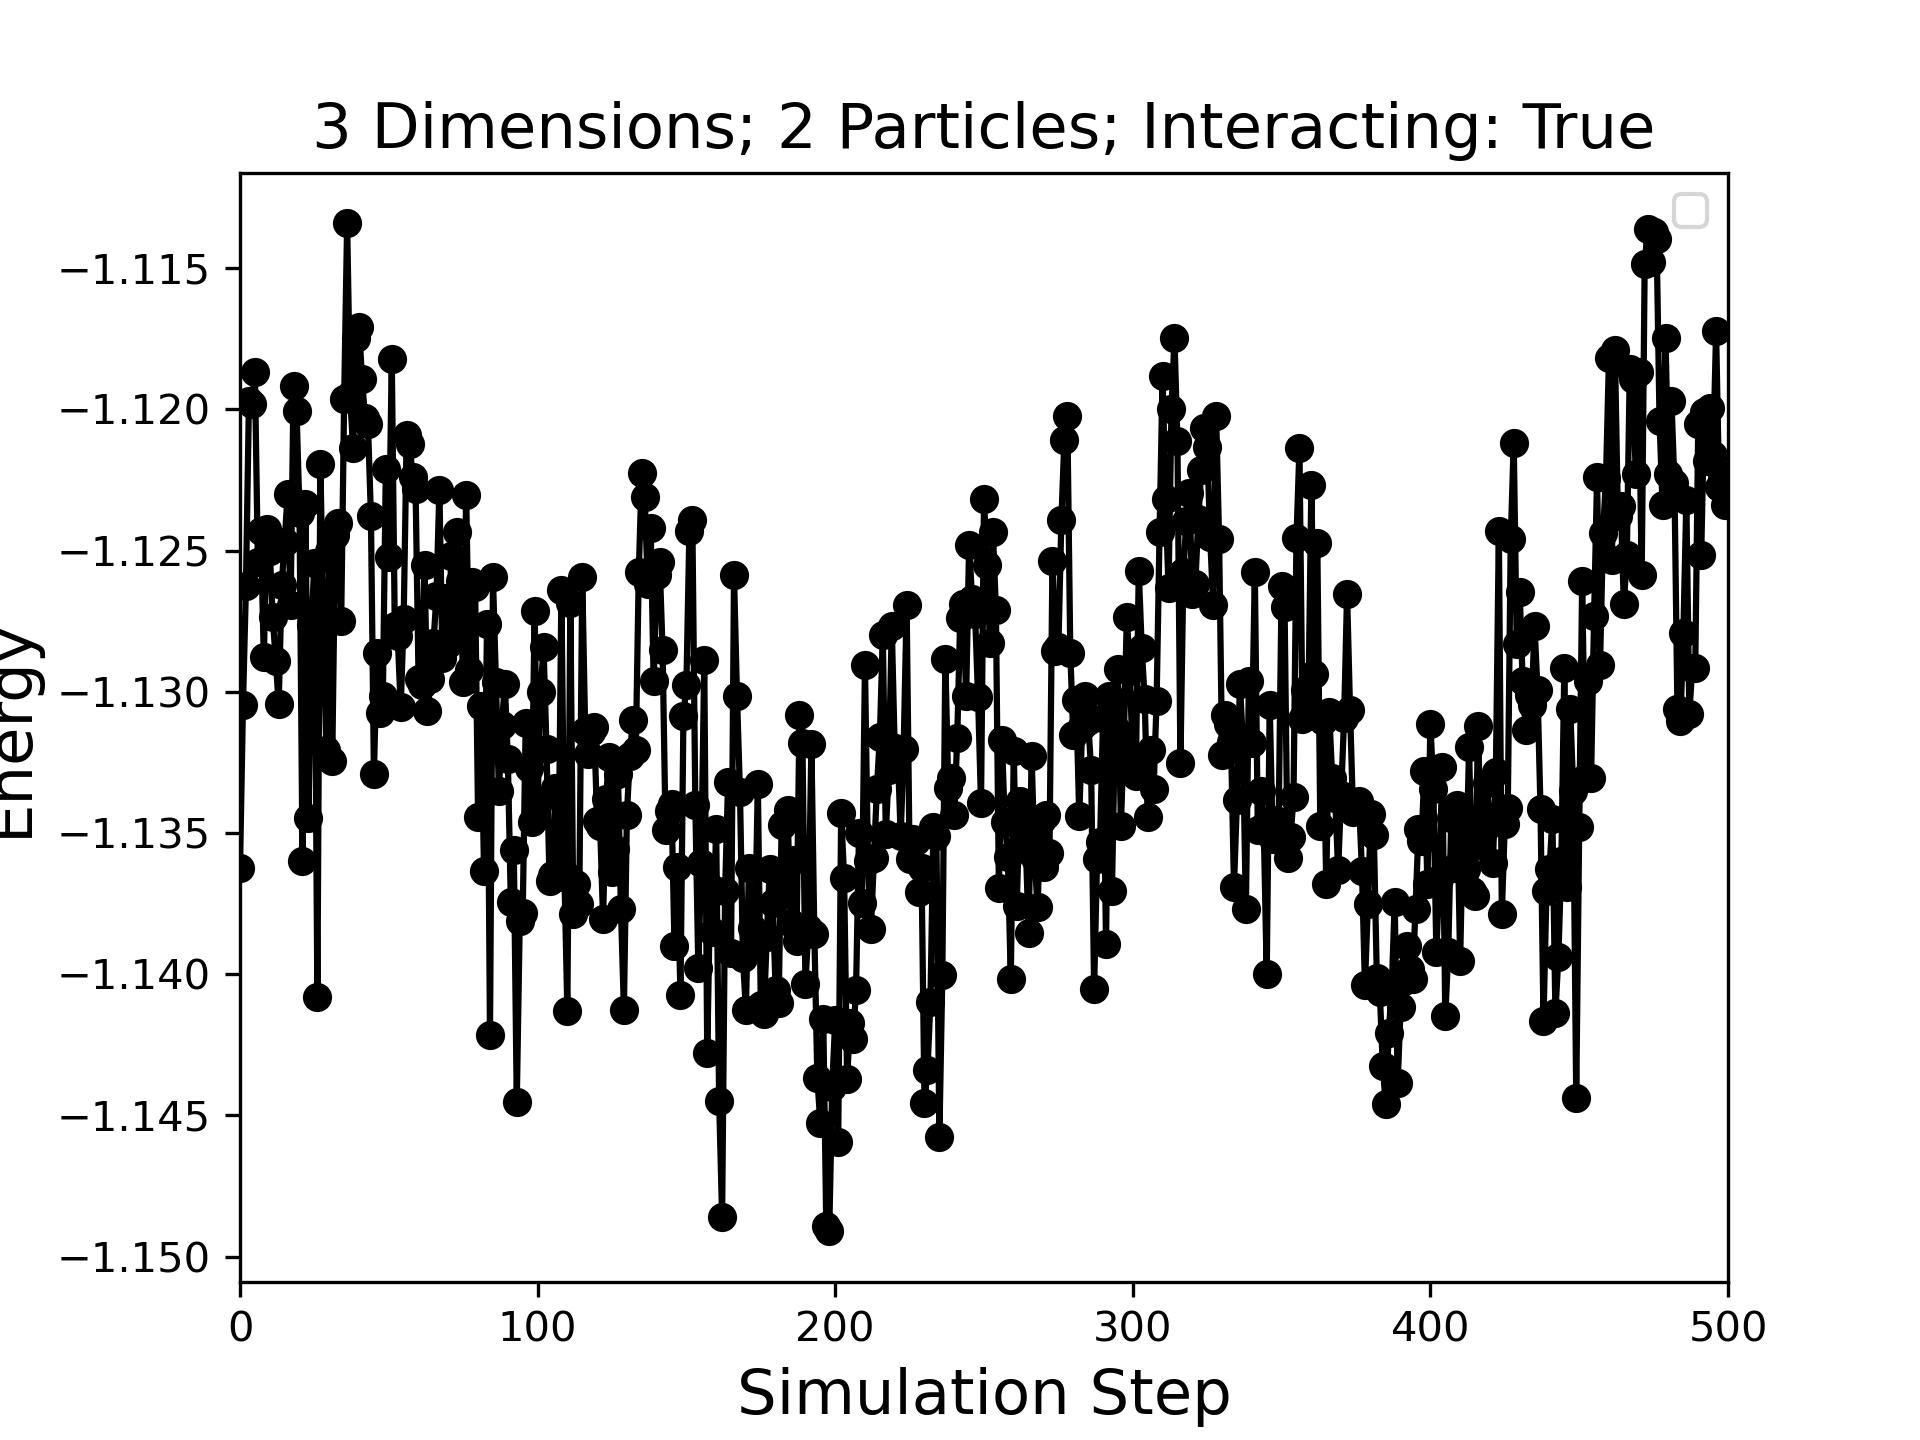 3 Dimensions; 2 Particles; Interacting: True
−1.115
−1.120
−1.125
−1.130
−1.135
−1.140
−1.145
−1.150
Energy
0 100 200 300 400 500
Simulation Step